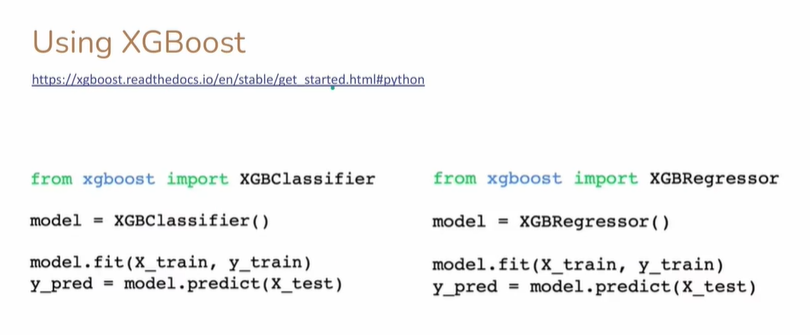 Using XGBoost
https://xgboost.readthedocs.io/en/stable/get_started.html#python
from xgboost import XGBClassifier
model = XGBClassifier()
model.fit(X_train, y_train)
y_pred = model.predict(X_test)
from xgboost import XGBRegressor
model = XGBRegressor()
model.fit(X_train, y_train)
y_pred = model.predict(X_test)